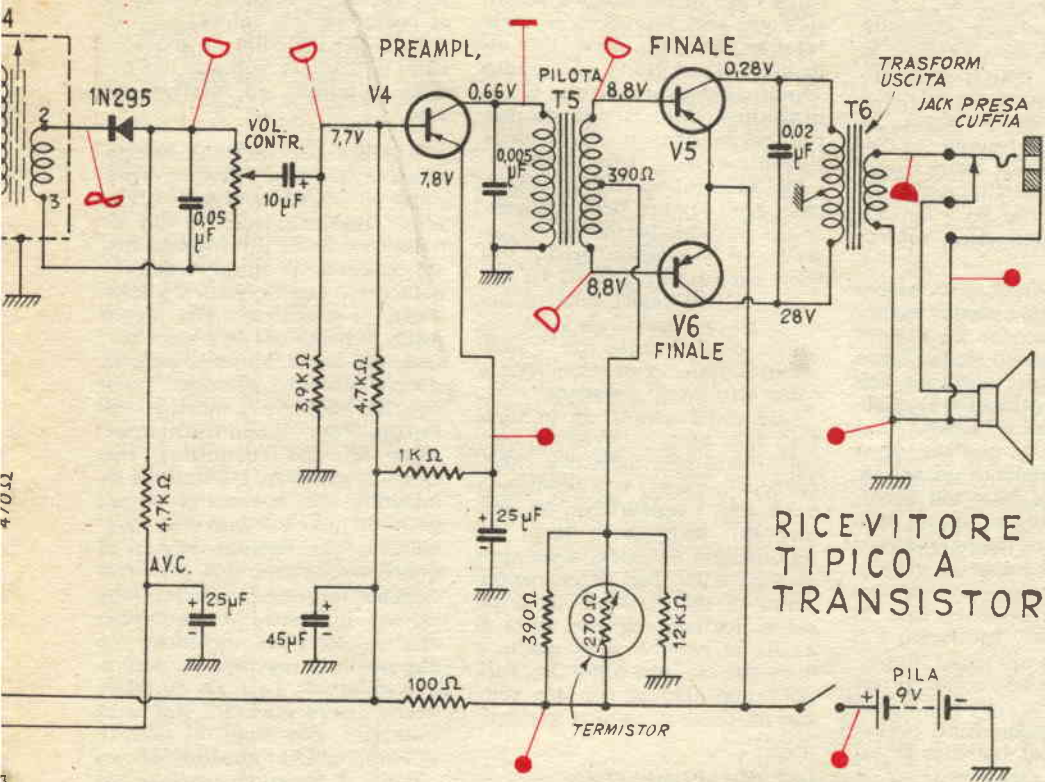 4
PREAMPL,
FINALE
1N295
2
3
VOL.
CONTR.
0,05
µF
10µF
+
7,7V
V4
7,8V
0,66V
0,005
µF
PILOTA
T5
8,8V
390Ω
8,8V
V5
0,28V
0,02
µF
V6
FINALE
28V
TRASFORM.
USCITA
T6
JACK PRESA
CUFFIA
3,9KΩ
4,7KΩ
1KΩ
+
25µF
-
470Ω
4,7KΩ
A.V.C.
+
25µF
-
+
45µF
-
100Ω
390Ω
270Ω
12KΩ
TERMISTOR
RICEVITORE
TIPICO A
TRANSISTOR
PILA
+ 9V -